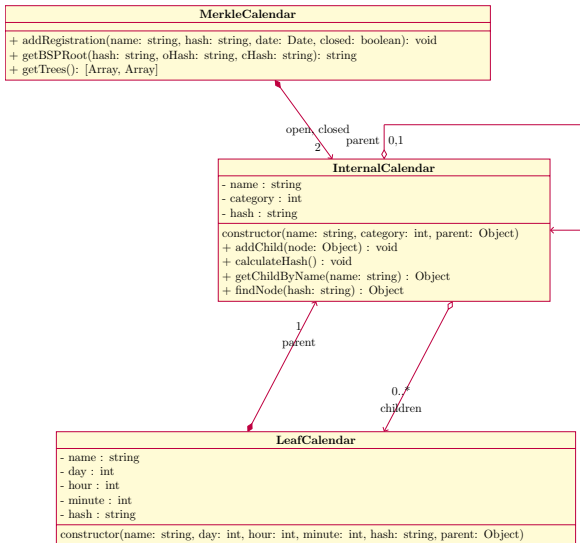 MerkleCalendar
+ addRegistration(name: string, hash: string, date: Date, closed: boolean): void
+ getBSPRoot(hash: string, oHash: string, cHash: string): string
+ getTrees(): [Array, Array]
open, closed
2
parent 0,1
InternalCalendar
- name : string
- category : int
- hash : string
constructor(name: string, category: int, parent: Object)
+ addChild(node: Object) : void
+ calculateHash() : void
+ getChildByName(name: string) : Object
+ findNode(hash: string) : Object
1
parent
0..*
children
LeafCalendar
- name : string
- day : int
- hour : int
- minute : int
- hash : string
constructor(name: string, day: int, hour: int, minute: int, hash: string, parent: Object)